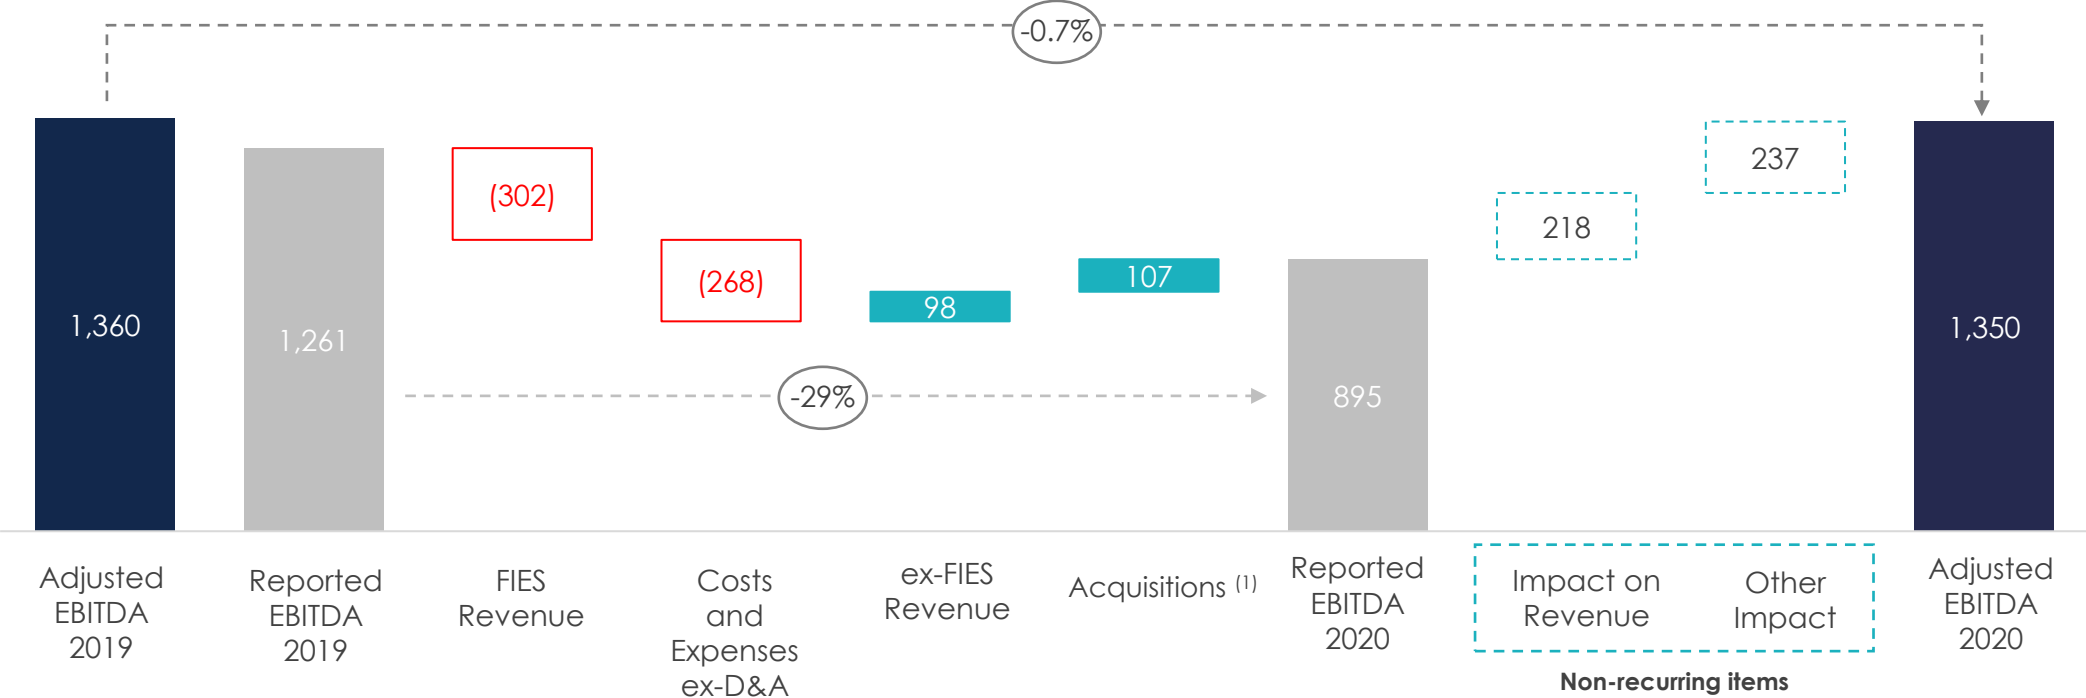 -0.7%
1,360
1,261
(302)
(268)
98
107
-29%
895
218
237
1,350
Adjusted
EBITDA
2019
Reported
EBITDA
2019
FIES
Revenue
Costs
and
Expenses
ex-D&A
ex-FIES
Revenue
Acquisitions (1)
Reported
EBITDA
2020
Impact on
Revenue
Other
Impact
Adjusted
EBITDA
2020
Non-recurring items